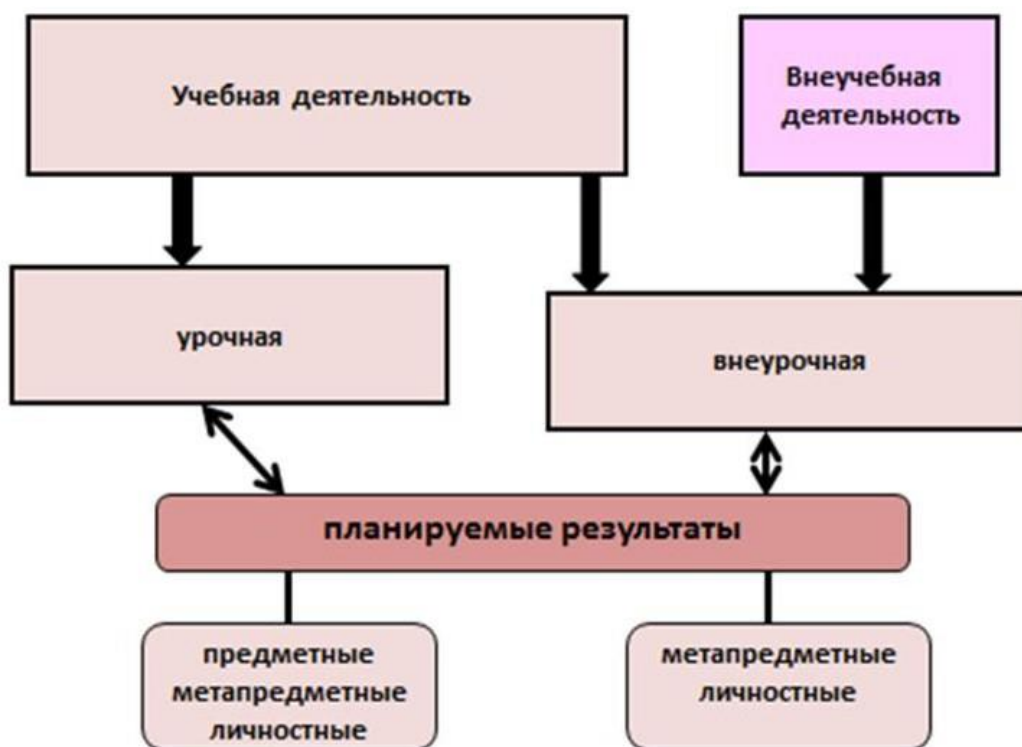 Учебная деятельность
Внеучебная
деятельность
урочная
внеурочная
планируемые результаты
предметные
метапредметные
личностные
метапредметные
личностные